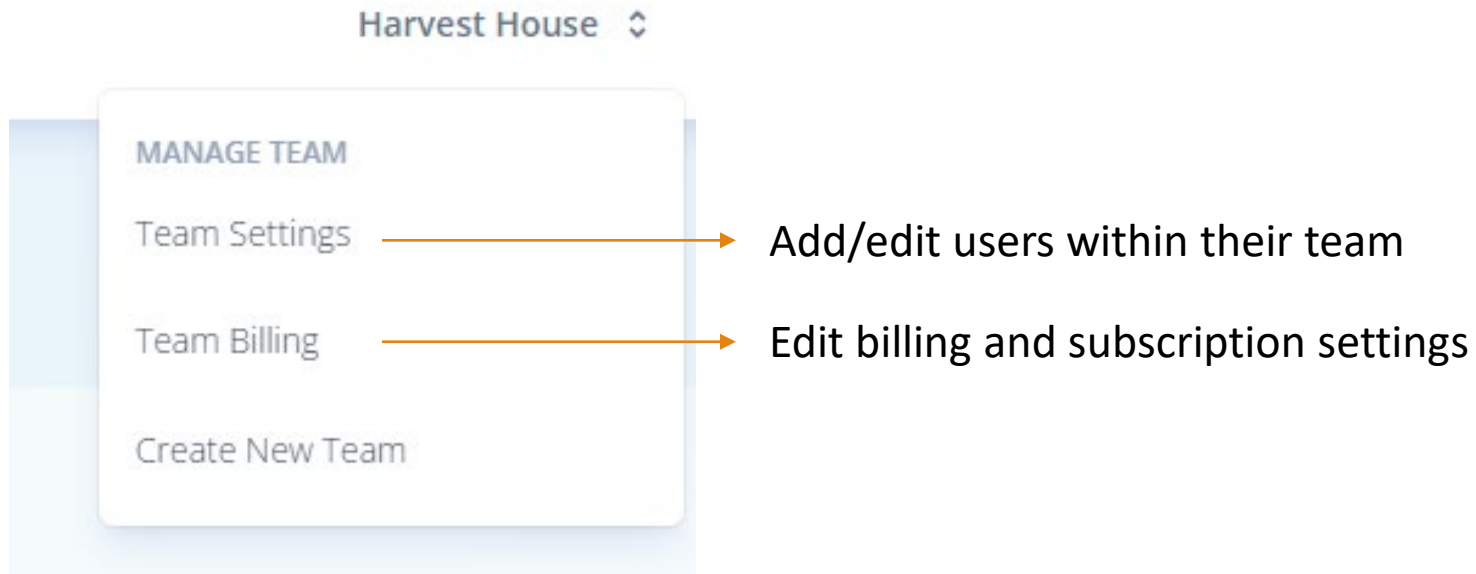 Harvest House
MANAGE TEAM
Team Settings
Add/edit users within their team
Team Billing
Edit billing and subscription settings
Create New Team